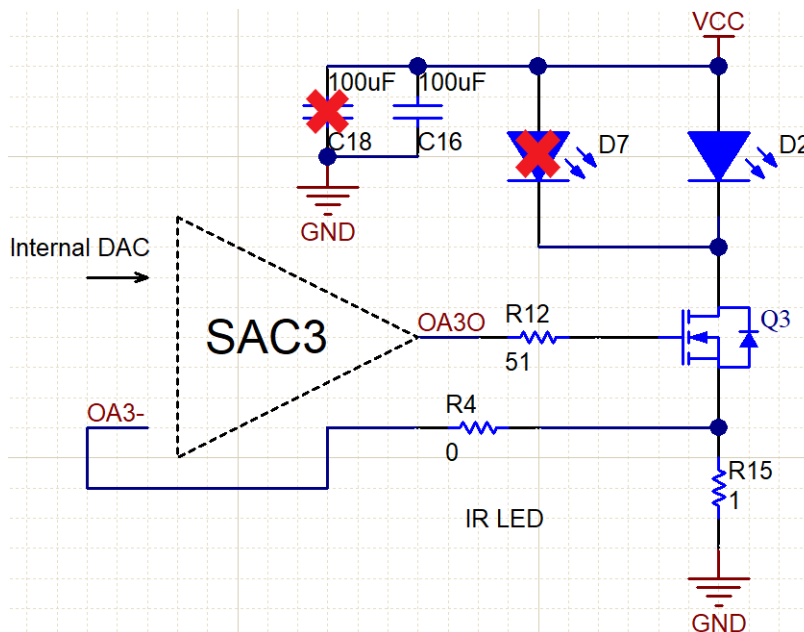 VCC
100uF
100uF
C18
C16
D7
D2
GND
Internal DAC
SAC3
OA3O
R12
51
Q3
OA3-
R4
0
R15
1
IR LED
GND